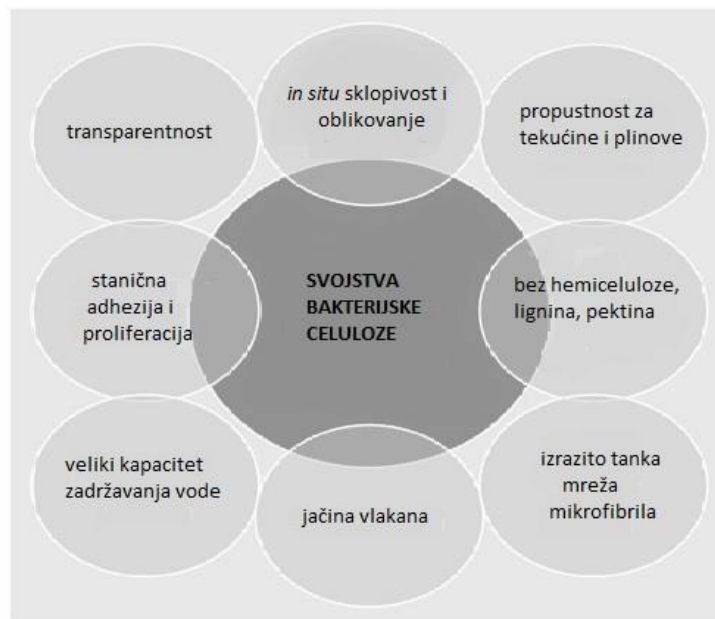 in situ sklopivost i
oblikovanje
transparentnost
propustnost za
tekućine i plinove
stanična
adhezija i
proliferacija
SVOJSTVA
BAKTERIJSKE
CELULOZE
bez hemiceluloze,
lignina, pektina
veliki kapacitet
zadržavanja vode
jačina vlakana
izrazito tanka
mreža
mikrofibrila